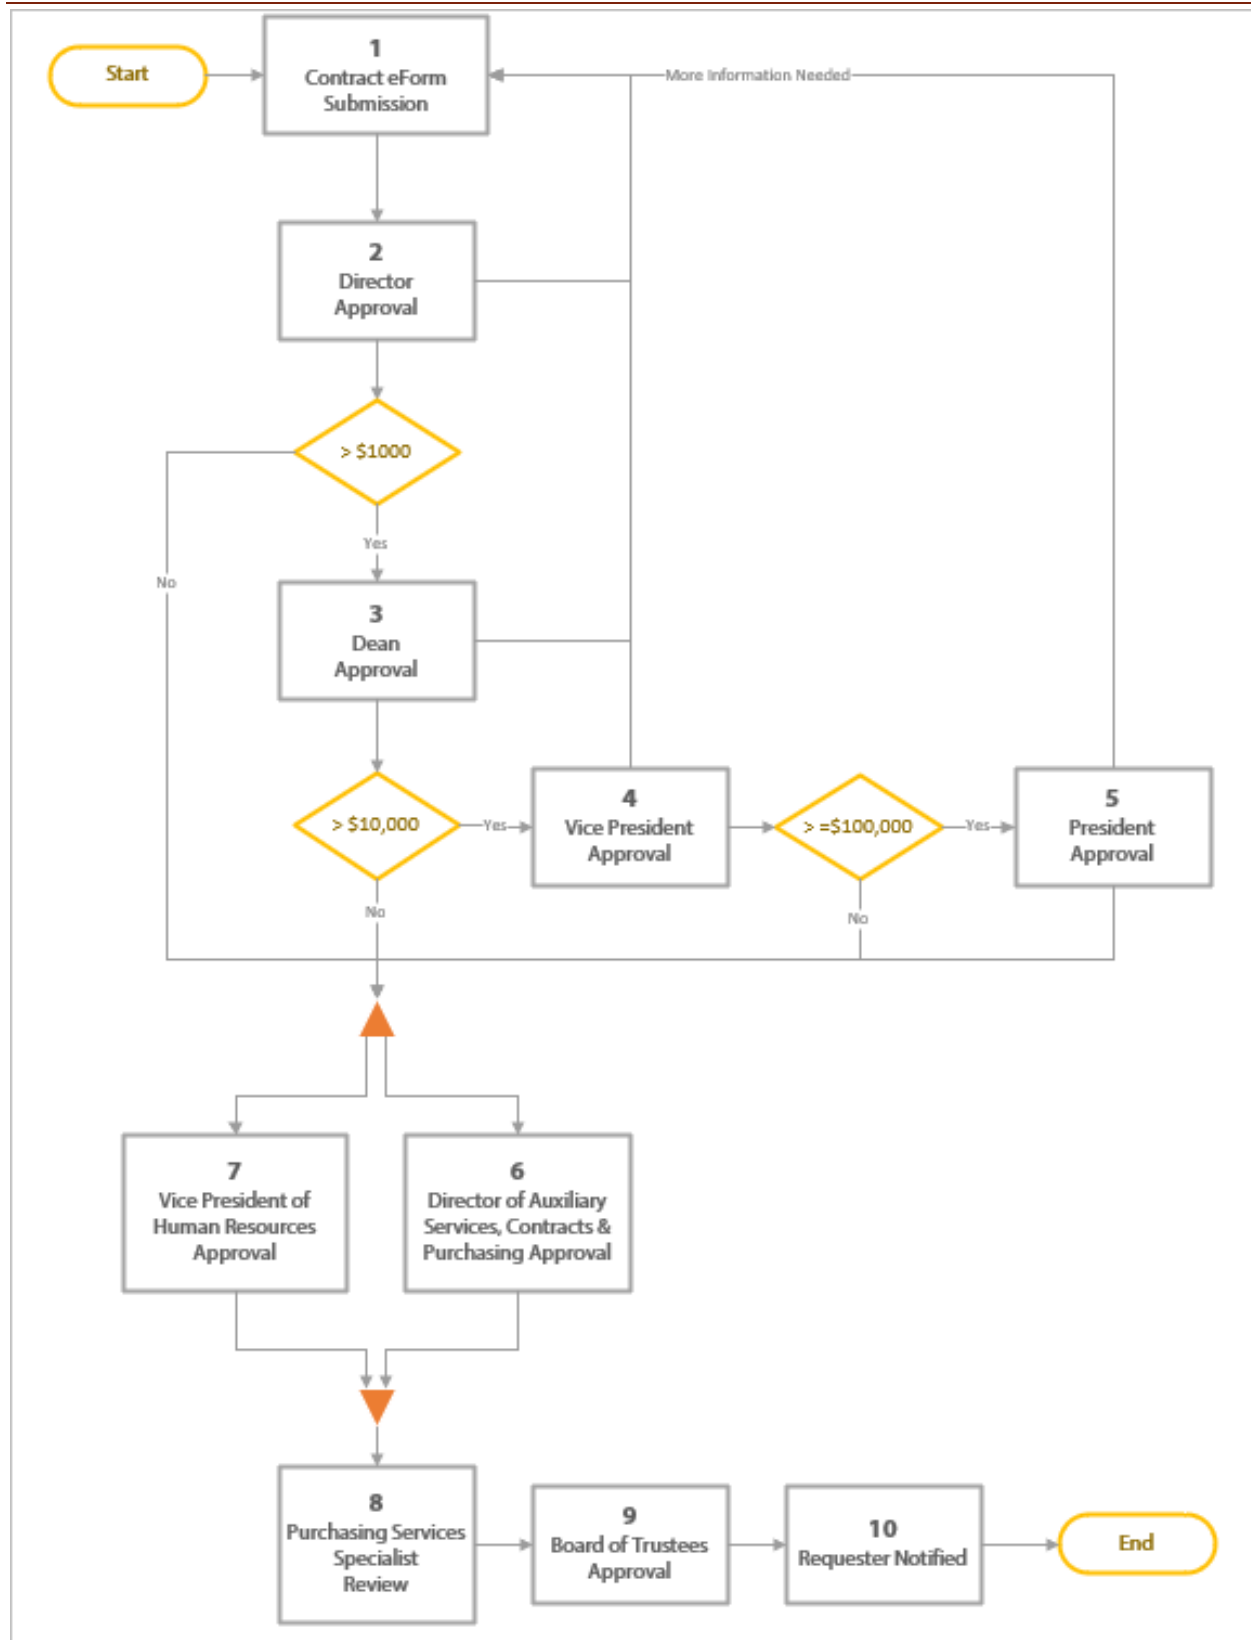 Start
1
Contract eForm
Submission
More Information Needed
2
Director
Approval
> $1000
Yes
No
3
Dean
Approval
> $10,000
Yes
4
Vice President
Approval
> =$100,000
Yes
5
President
Approval
No
No
7
Vice President of
Human Resources
Approval
6
Director of Auxiliary
Services, Contracts &
Purchasing Approval
8
Purchasing Services
Specialist
Review
9
Board of Trustees
Approval
10
Requester Notified
End